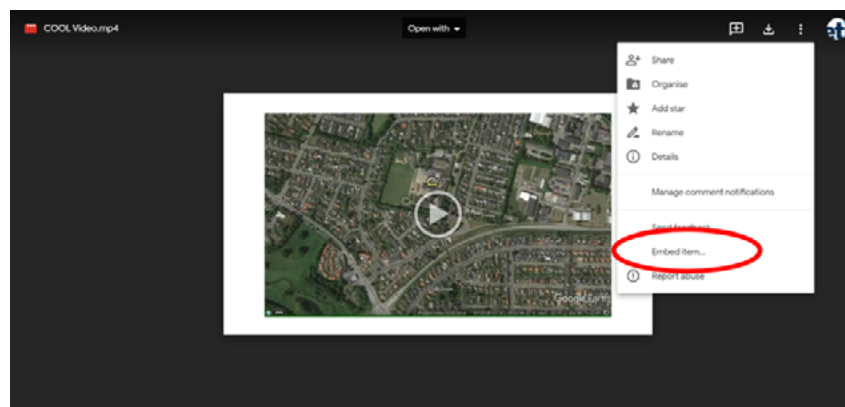 COOL Video.mp4
Open with
Share
Organise
Add star
Rename
Details
Manage comment notifications
Send feedback
Embed item...
Report abuse
Google Earth